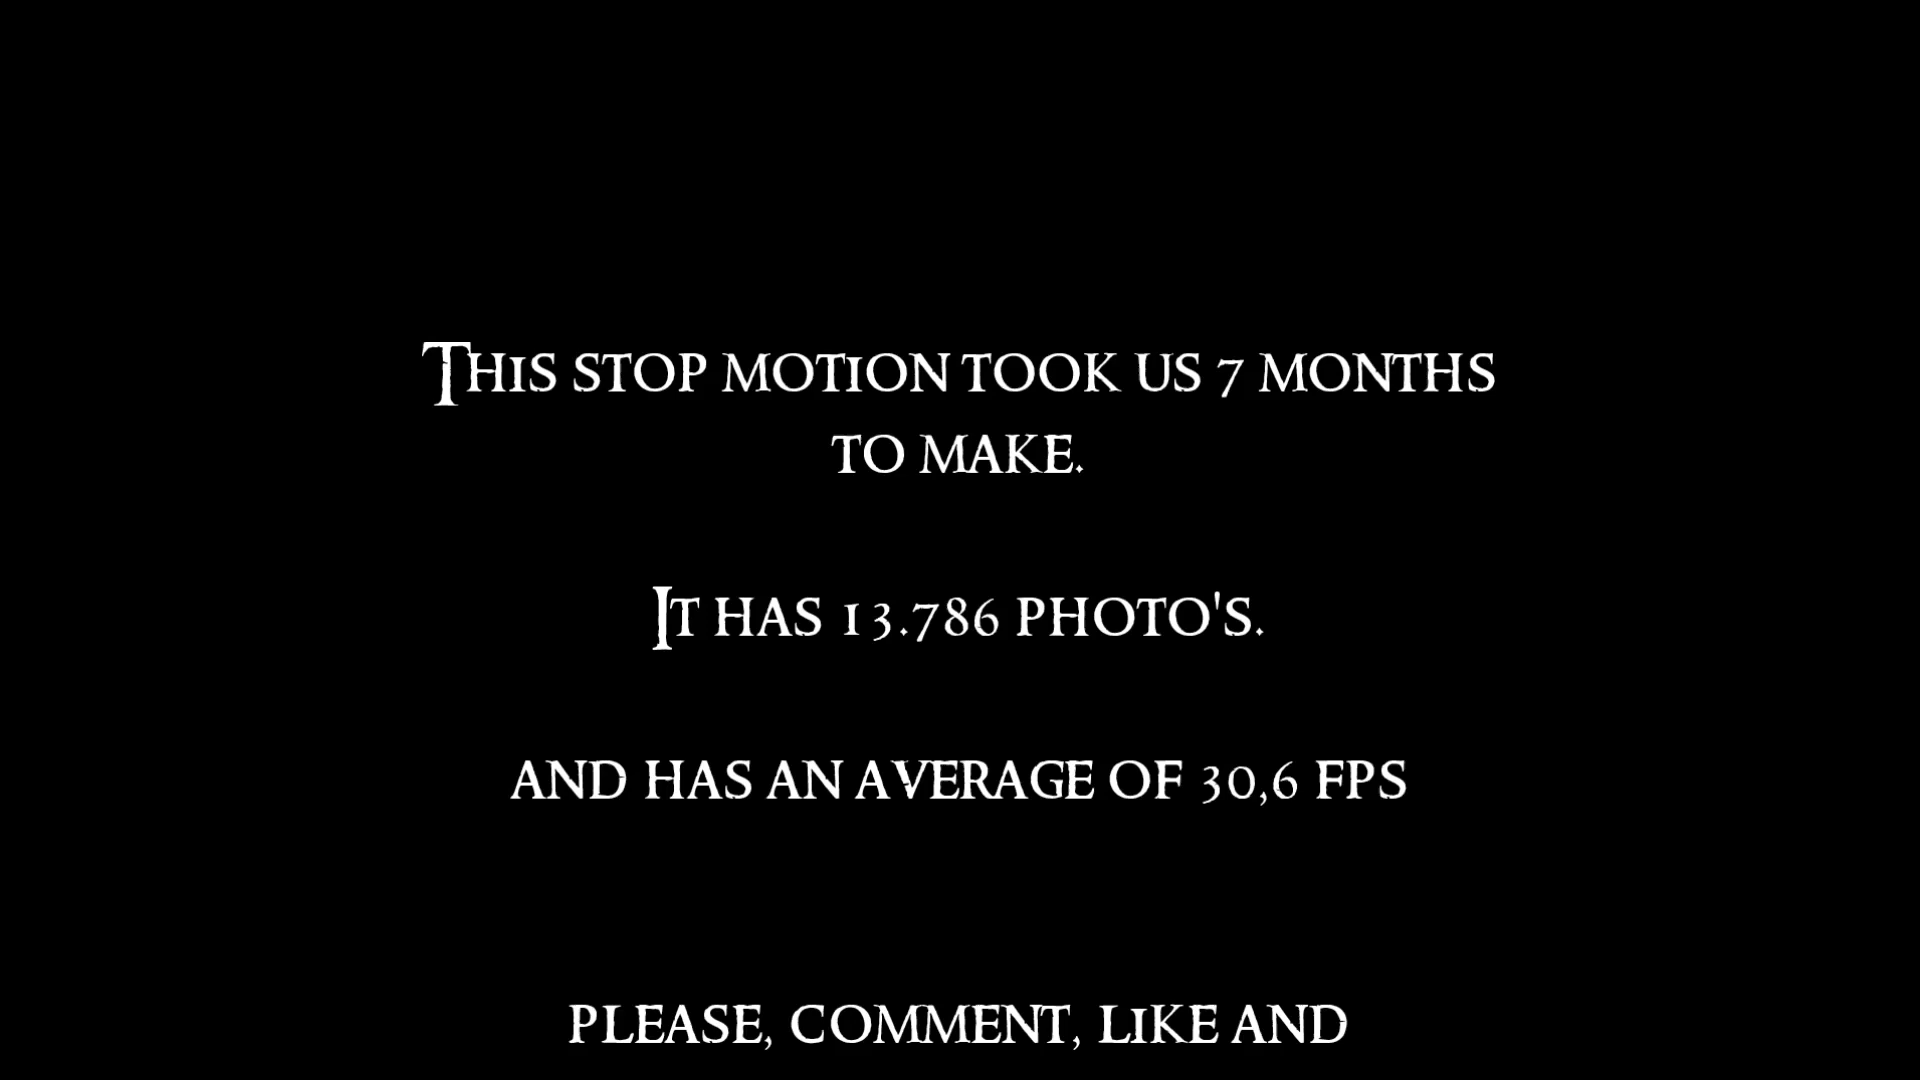 This stop motion took us 7 months
to make.
It has 13.786 photo's.
and has an average of 30,6 fps
please, comment, like and